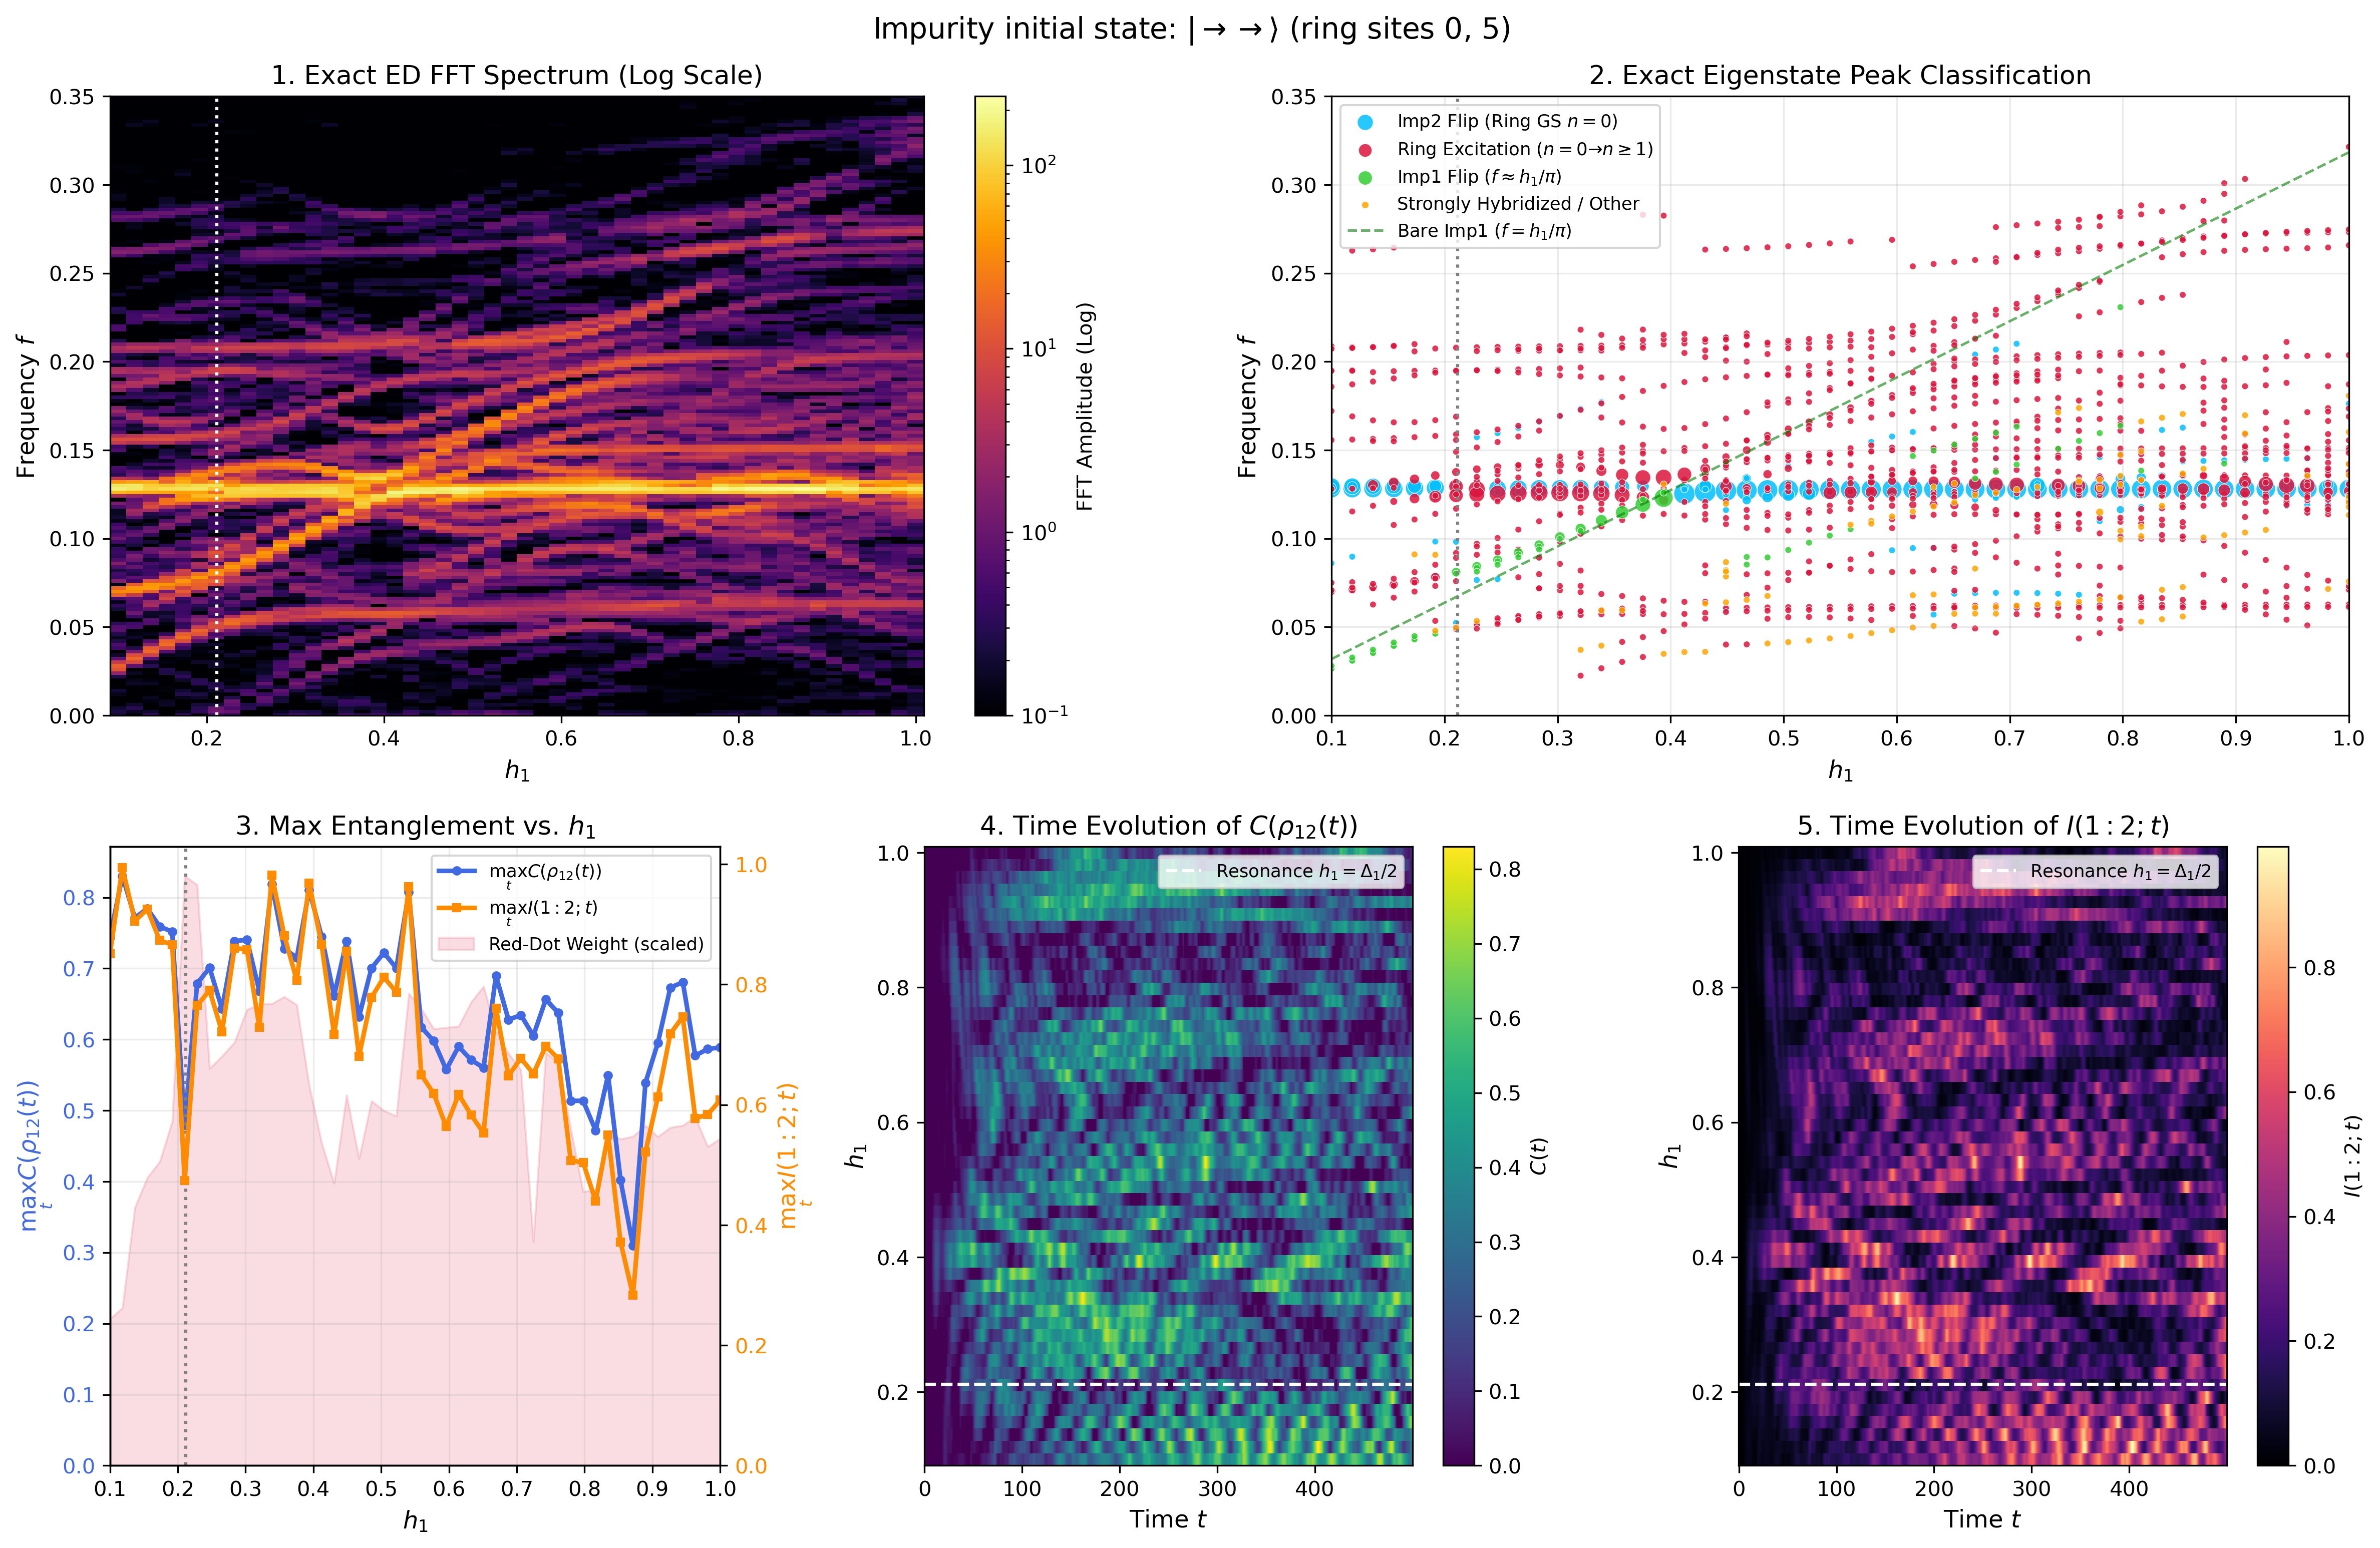 Impurity initial state: |→→⟩ (ring sites 0, 5)
1. Exact ED FFT Spectrum (Log Scale)
Frequency f
0.35
0.30
0.25
0.20
0.15
0.10
0.05
0.00
0.2
0.4
0.6
0.8
1.0
h₁
10²
10¹
10⁰
10⁻¹
FFT Amplitude (Log)
2. Exact Eigenstate Peak Classification
Imp2 Flip (Ring GS n = 0)
Ring Excitation (n = 0→n ≥ 1)
Imp1 Flip (f ≈ h₁/π)
Strongly Hybridized / Other
Bare Imp1 (f = h₁/π)
Frequency f
0.35
0.30
0.25
0.20
0.15
0.10
0.05
0.00
0.1
0.2
0.3
0.4
0.5
0.6
0.7
0.8
0.9
1.0
h₁
3. Max Entanglement vs. h₁
max C(ρ₁₂(t))
t
max I(1 : 2; t)
t
Red-Dot Weight (scaled)
max C(ρ₁₂(t))
t
0.8
0.7
0.6
0.5
0.4
0.3
0.2
0.1
0.0
0.1
0.2
0.3
0.4
0.5
0.6
0.7
0.8
0.9
1.0
h₁
1.0
0.8
0.6
0.4
0.2
0.0
max I(1 : 2; t)
t
4. Time Evolution of C(ρ₁₂(t))
Resonance h₁ = Δ₁/2
h₁
1.0
0.8
0.6
0.4
0.2
0
100
200
300
400
Time t
0.8
0.7
0.6
0.5
0.4
0.3
0.2
0.1
0.0
C(t)
5. Time Evolution of I(1 : 2; t)
Resonance h₁ = Δ₁/2
h₁
1.0
0.8
0.6
0.4
0.2
0
100
200
300
400
Time t
0.8
0.6
0.4
0.2
0.0
I(1 : 2; t)